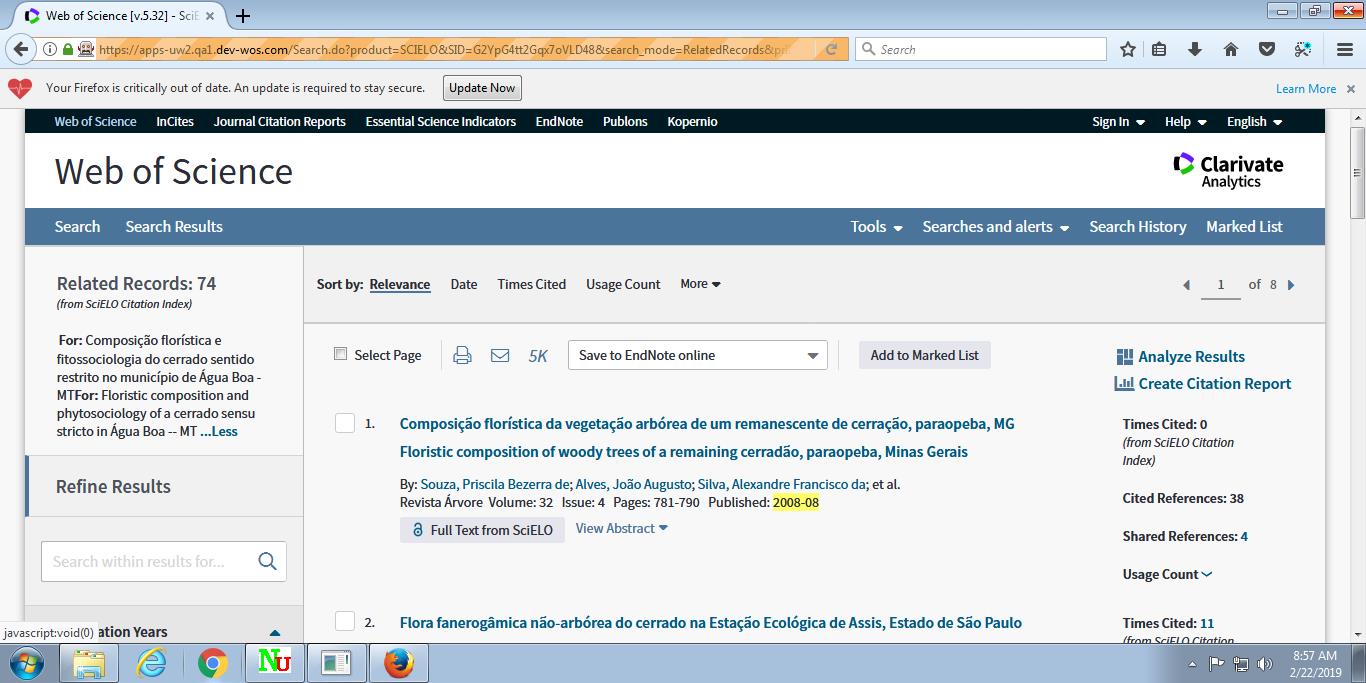 Web of Science [v.5.32] - SciE
https://apps-uw2.qa1.dev-wos.com/Search.do?product=SCIELO&SID=G2YpG4tt2Gqx7oVLD48&search_mode=RelatedRecords&pr
Search
Your Firefox is critically out of date. An update is required to stay secure.
Update Now
Learn More
Web of Science InCites Journal Citation Reports Essential Science Indicators EndNote Publons Kopernio
Sign In Help English
Web of Science
Clarivate
Analytics
Search Search Results
Tools Searches and alerts Search History Marked List
Related Records: 74
(from SciELO Citation Index)
For: Composição florística e
fitossociologia do cerrado sentido
restrito no município de Água Boa -
MTFor: Floristic composition and
phytosociology of a cerrado sensu
stricto in Água Boa -- MT ...Less
Refine Results
Search within results for...
ation Years
javascript:void(0)
Sort by: Relevance Date Times Cited Usage Count More
1 of 8
Select Page
5K
Save to EndNote online
Add to Marked List
Analyze Results
Create Citation Report
1.
Composição florística da vegetação arbórea de um remanescente de cerração, paraopeba, MG
Floristic composition of woody trees of a remaining cerradão, paraopeba, Minas Gerais
By: Souza, Priscila Bezerra de; Alves, João Augusto; Silva, Alexandre Francisco da; et al.
Revista Árvore Volume: 32 Issue: 4 Pages: 781-790 Published: 2008-08
Full Text from SciELO
View Abstract
Times Cited: 0
(from SciELO Citation
Index)
Cited References: 38
Shared References: 4
Usage Count
2.
Flora fanerogâmica não-arbórea do cerrado na Estação Ecológica de Assis, Estado de São Paulo
Times Cited: 11
(from SciELO Citation
Nu
8:57 AM
2/22/2019